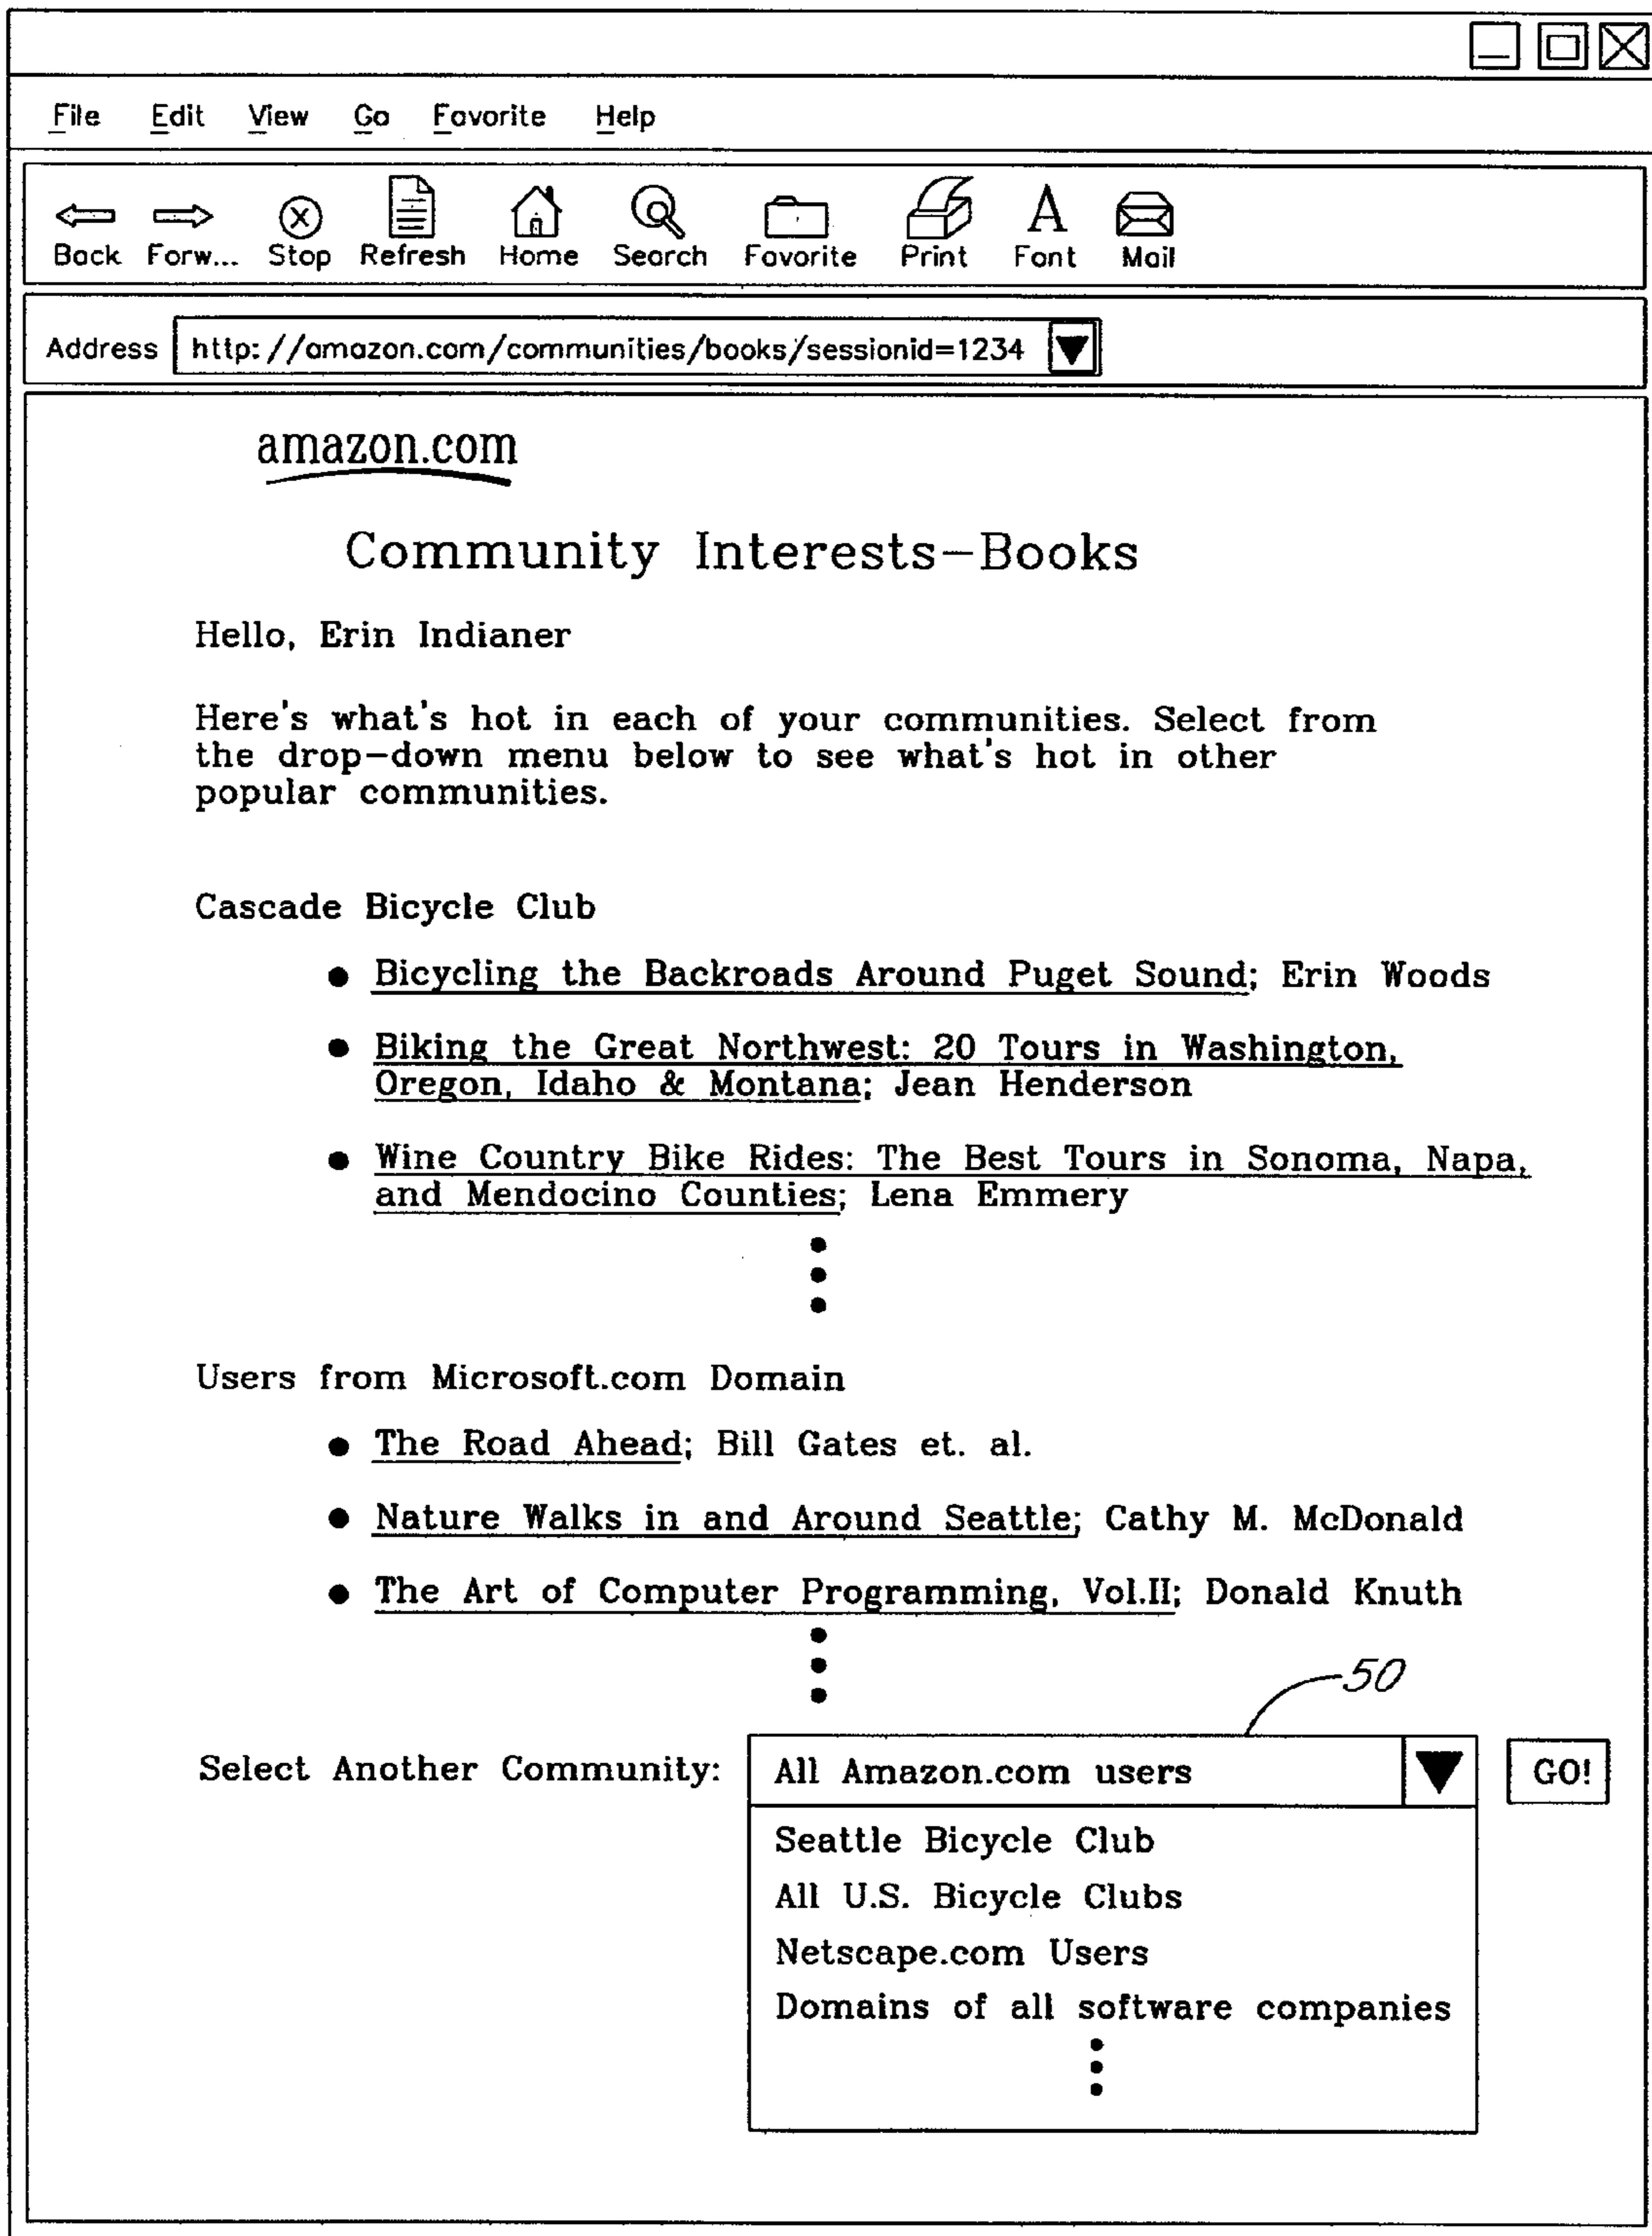 File Edit View Go Favorite Help
Back Forw... Stop Refresh Home Search Favorite Print Font Mail
Address http://amazon.com/communities/books/sessionid=1234
amazon.com
Community Interests-Books
Hello, Erin Indianer
Here's what's hot in each of your communities. Select from
the drop-down menu below to see what's hot in other
popular communities.
Cascade Bicycle Club
● Bicycling the Backroads Around Puget Sound; Erin Woods
● Biking the Great Northwest: 20 Tours in Washington,
Oregon, Idaho & Montana; Jean Henderson
● Wine Country Bike Rides: The Best Tours in Sonoma, Napa,
and Mendocino Counties; Lena Emmery
Users from Microsoft.com Domain
● The Road Ahead; Bill Gates et. al.
● Nature Walks in and Around Seattle; Cathy M. McDonald
● The Art of Computer Programming, Vol.II; Donald Knuth
50
Select Another Community: All Amazon.com users GO!
Seattle Bicycle Club
All U.S. Bicycle Clubs
Netscape.com Users
Domains of all software companies